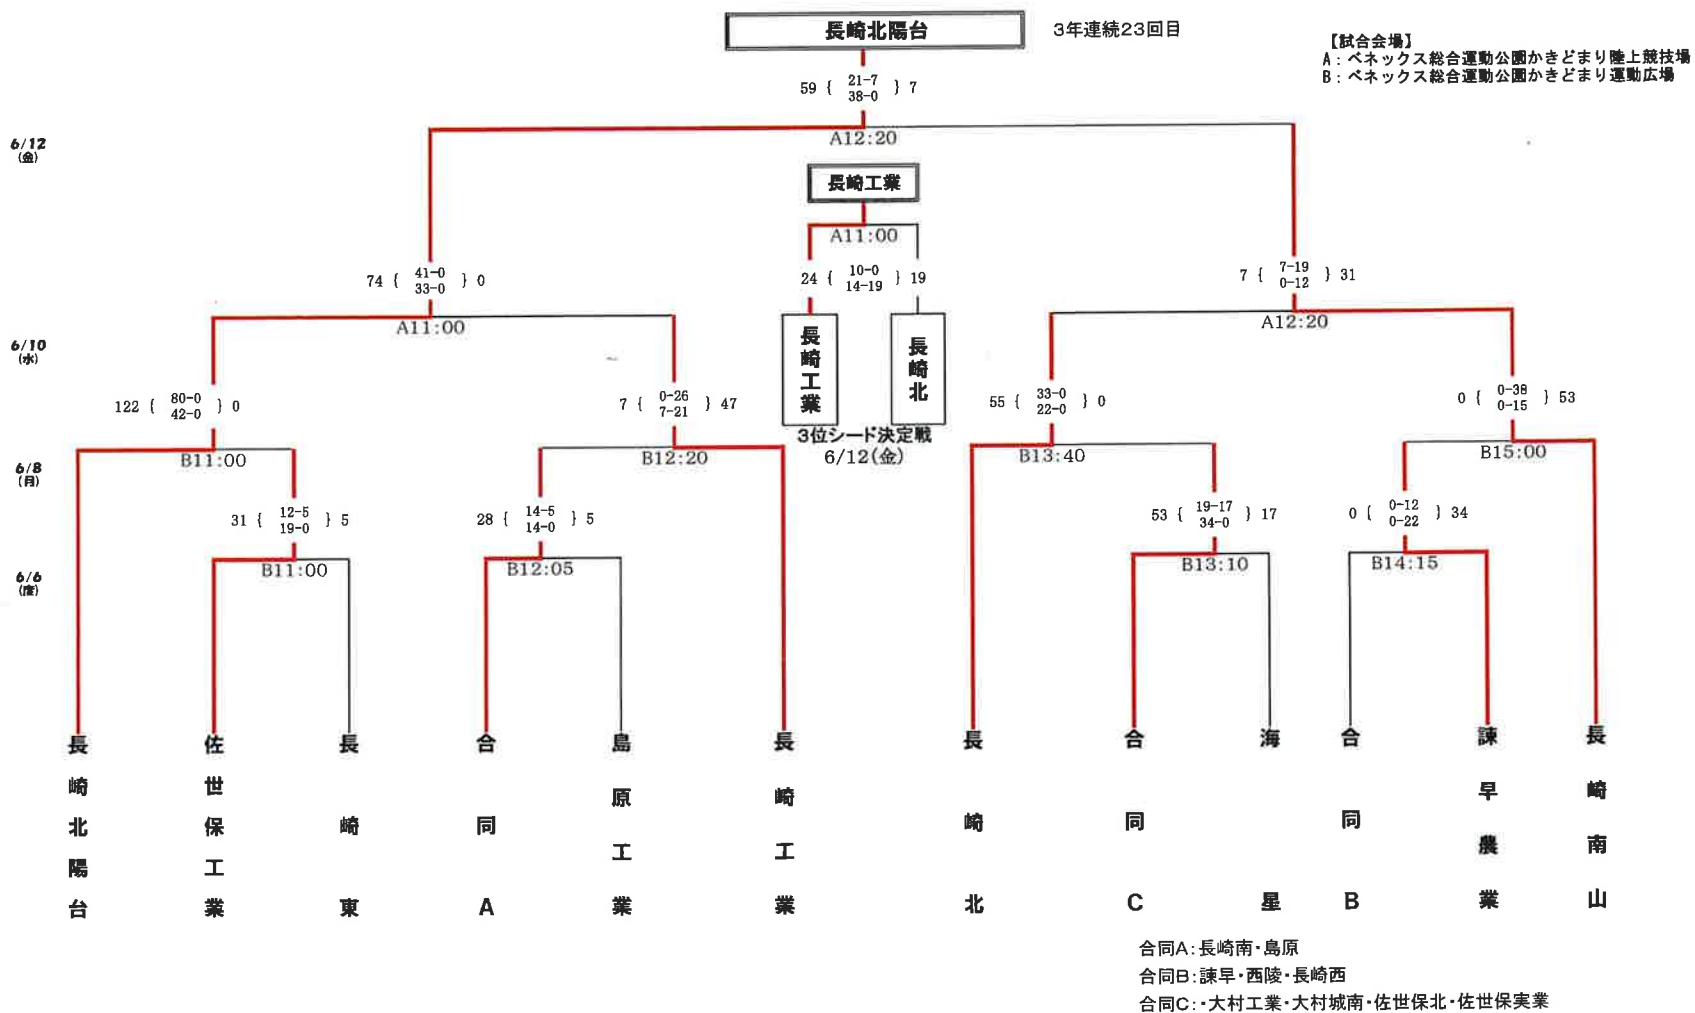 長崎北陽台
3年連続23回目
【試合会場】
A：ベネックス総合運動公園かきどまり陸上競技場
B：ベネックス総合運動公園かきどまり運動広場
59 { 21-7 } 7
38-0
6/12
(金)
A12:20
長崎工業
A11:00
24 { 10-0 } 19
14-19
74 { 41-0 } 0
33-0
7 { 7-19 } 31
0-12
A11:00
A12:20
6/10
(水)
長崎工業
長崎北
122 { 80-0 } 0
42-0
7 { 0-26 } 47
7-21
55 { 33-0 } 0
22-0
0 { 0-38 } 53
0-15
3位シード決定戦
6/12(金)
6/8
(月)
B11:00
B12:20
B13:40
B15:00
31 { 12-5 } 5
19-0
28 { 14-5 } 5
14-0
53 { 19-17 } 17
34-0
0 { 0-12 } 34
0-22
6/6
B11:00
B12:05
B13:10
B14:15
長崎北陽台
佐世保工業
長崎東
合同A
島原工業
長崎工業
長崎北
合同C
海星
合同B
諫早農業
長崎南山
合同A:長崎南・島原
合同B:諫早・西陵・長崎西
合同C:・大村工業・大村城南・佐世保北・佐世保実業